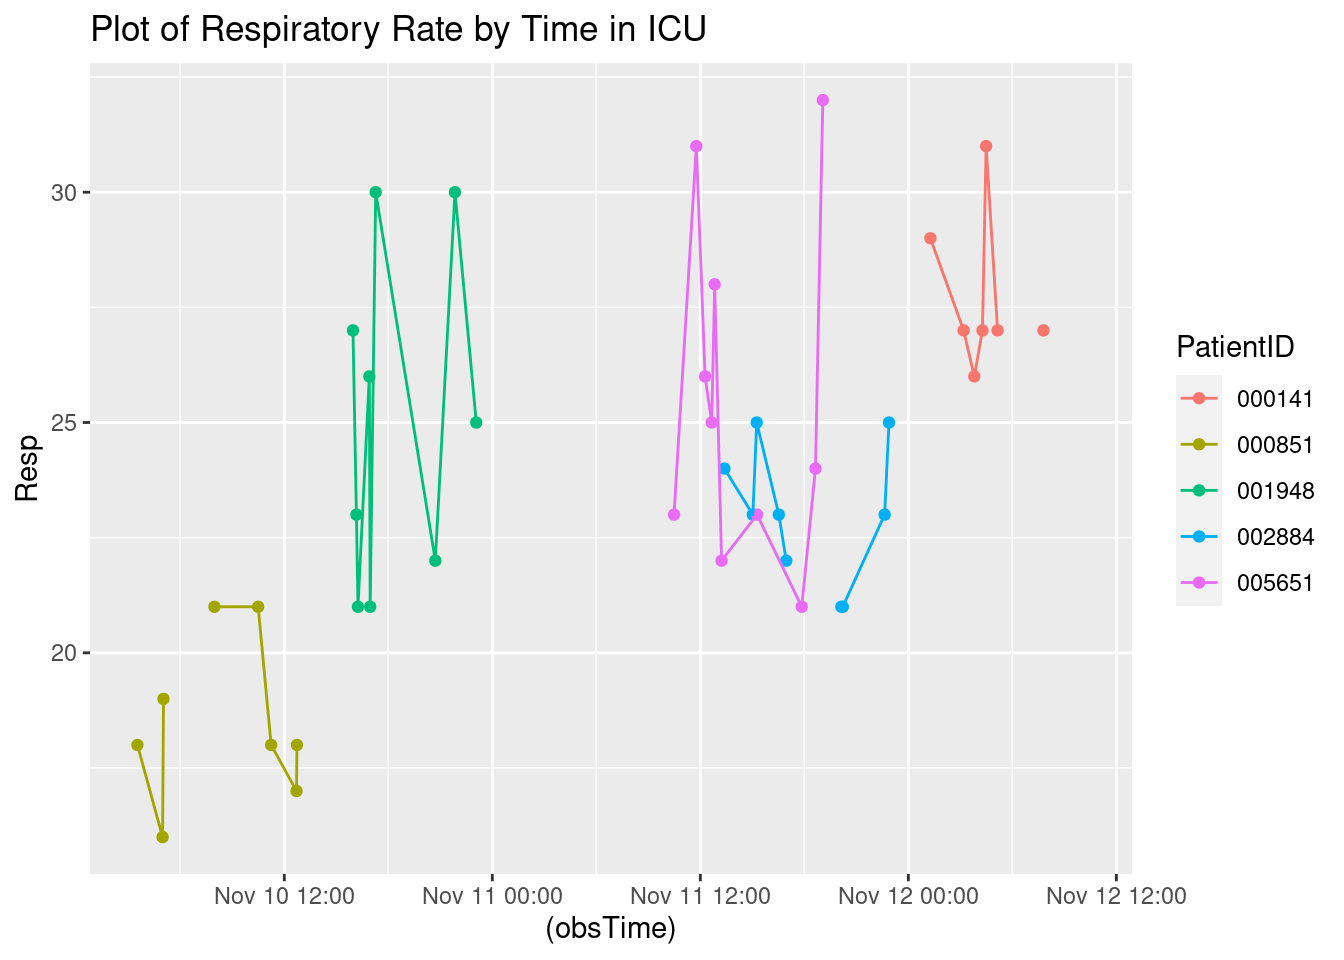 Plot of Respiratory Rate by Time in ICU
30
25
20
Resp
Nov 10 12:00
Nov 11 00:00
Nov 11 12:00
Nov 12 00:00
Nov 12 12:00
(obsTime)
PatientID
000141
000851
001948
002884
005651